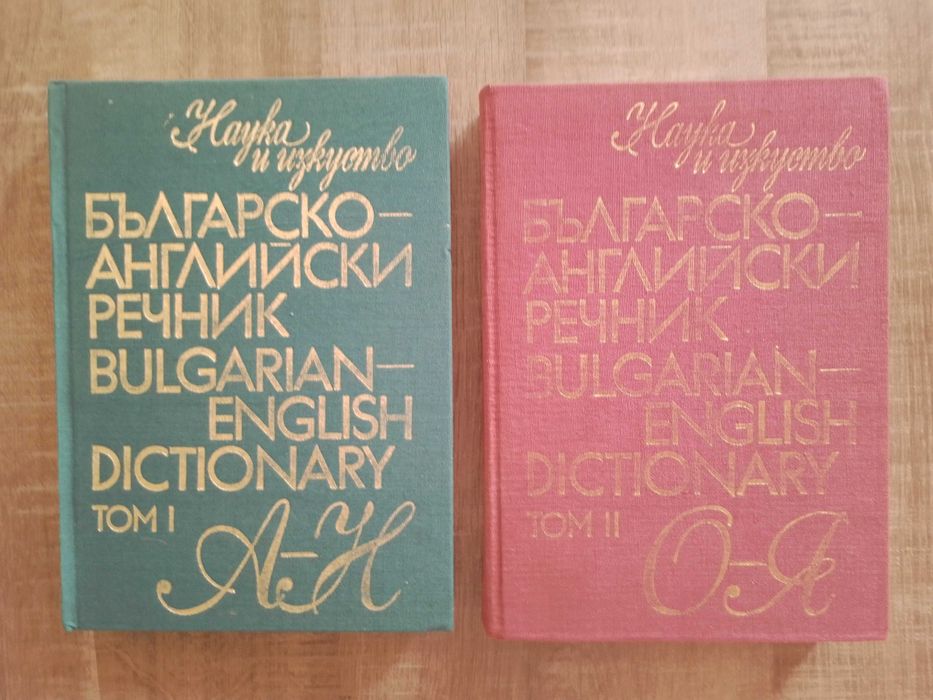 Наука
и изкуство
БЪЛГАРСКО–
АНГЛИЙСКИ
РЕЧНИК
BULGARIAN–
ENGLISH
DICTIONARY
ТОМ I
А–Н
Наука
и изкуство
БЪЛГАРСКО–
АНГЛИЙСКИ
РЕЧНИК
BULGARIAN–
ENGLISH
DICTIONARY
ТОМ II
О–Я